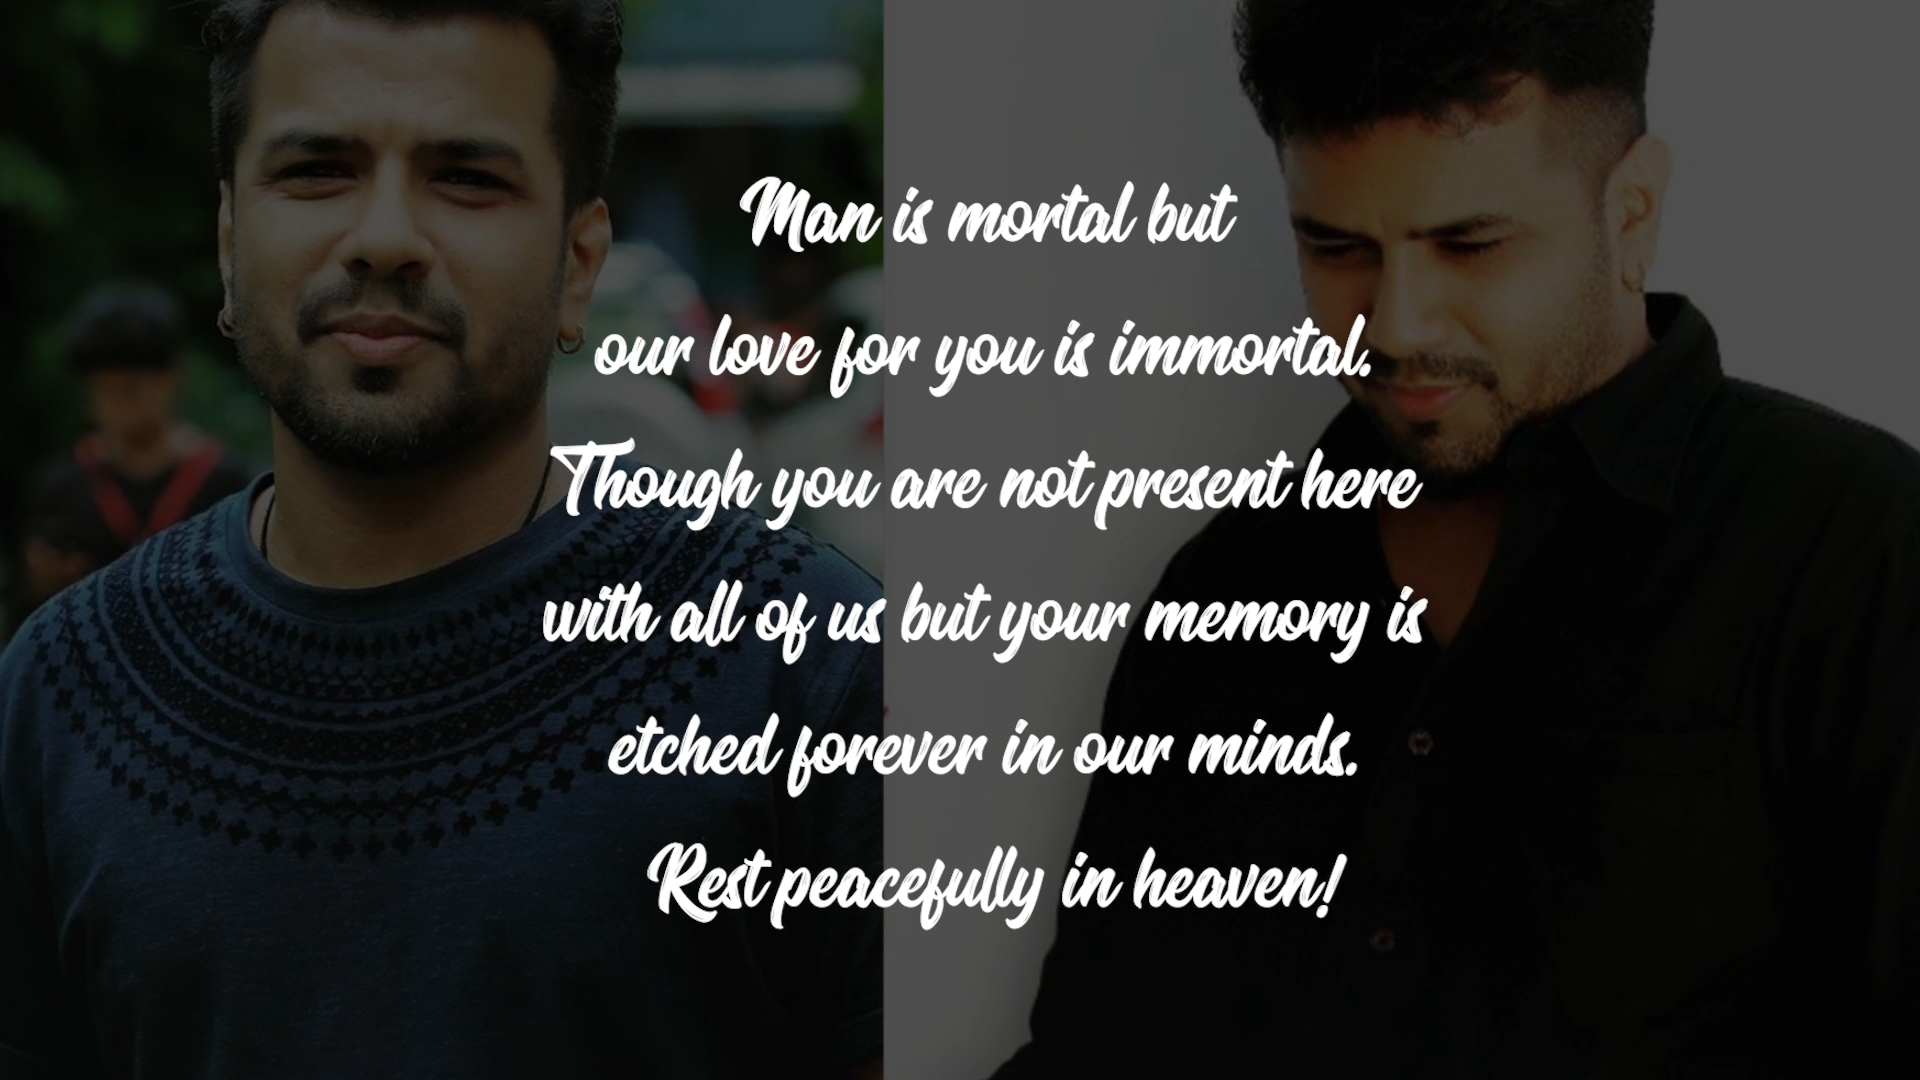 Man is mortal but
our love for you is immortal.
Though you are not present here
with all of us but your memory is
etched forever in our minds.
Rest peacefully in heaven!